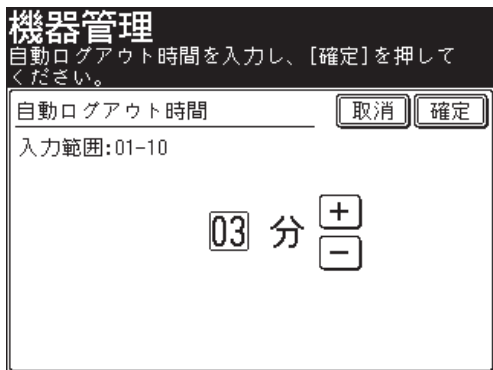 機器管理
自動ログアウト時間を入力し、[確定]を押して
ください。
自動ログアウト時間 取消 確定
入力範囲:01-10
03 分 +
−